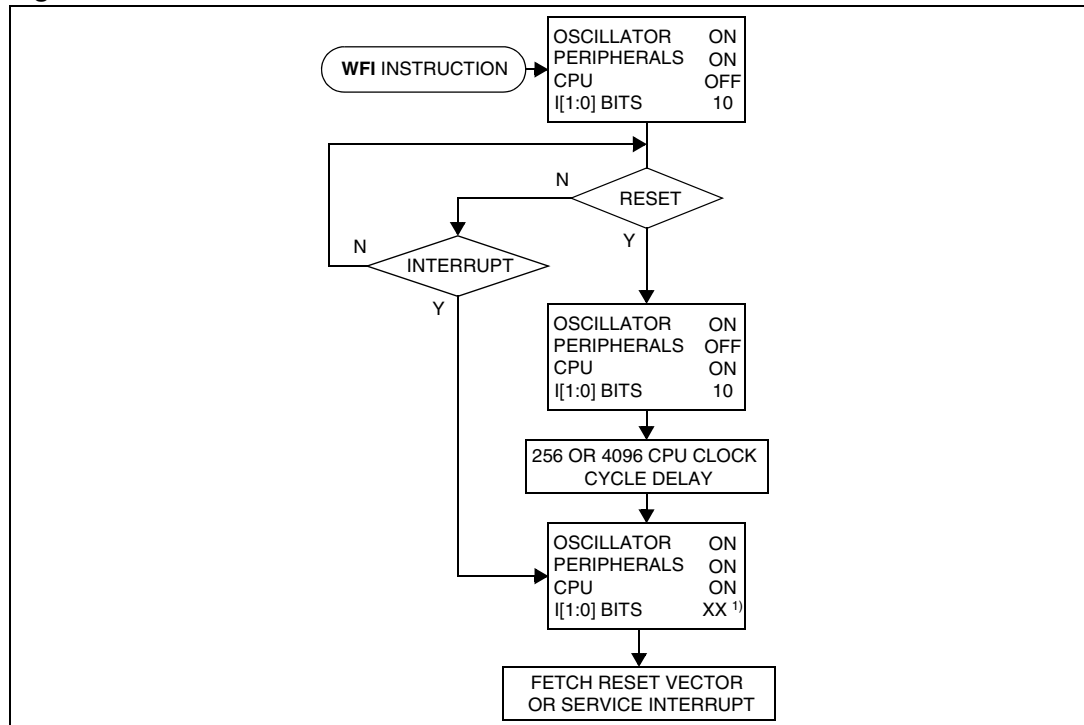 WFI INSTRUCTION
OSCILLATOR ON
PERIPHERALS ON
CPU OFF
I[1:0] BITS 10
N
RESET
Y
N
INTERRUPT
Y
OSCILLATOR ON
PERIPHERALS OFF
CPU ON
I[1:0] BITS 10
256 OR 4096 CPU CLOCK
CYCLE DELAY
OSCILLATOR ON
PERIPHERALS ON
CPU ON
I[1:0] BITS XX 1)
FETCH RESET VECTOR
OR SERVICE INTERRUPT